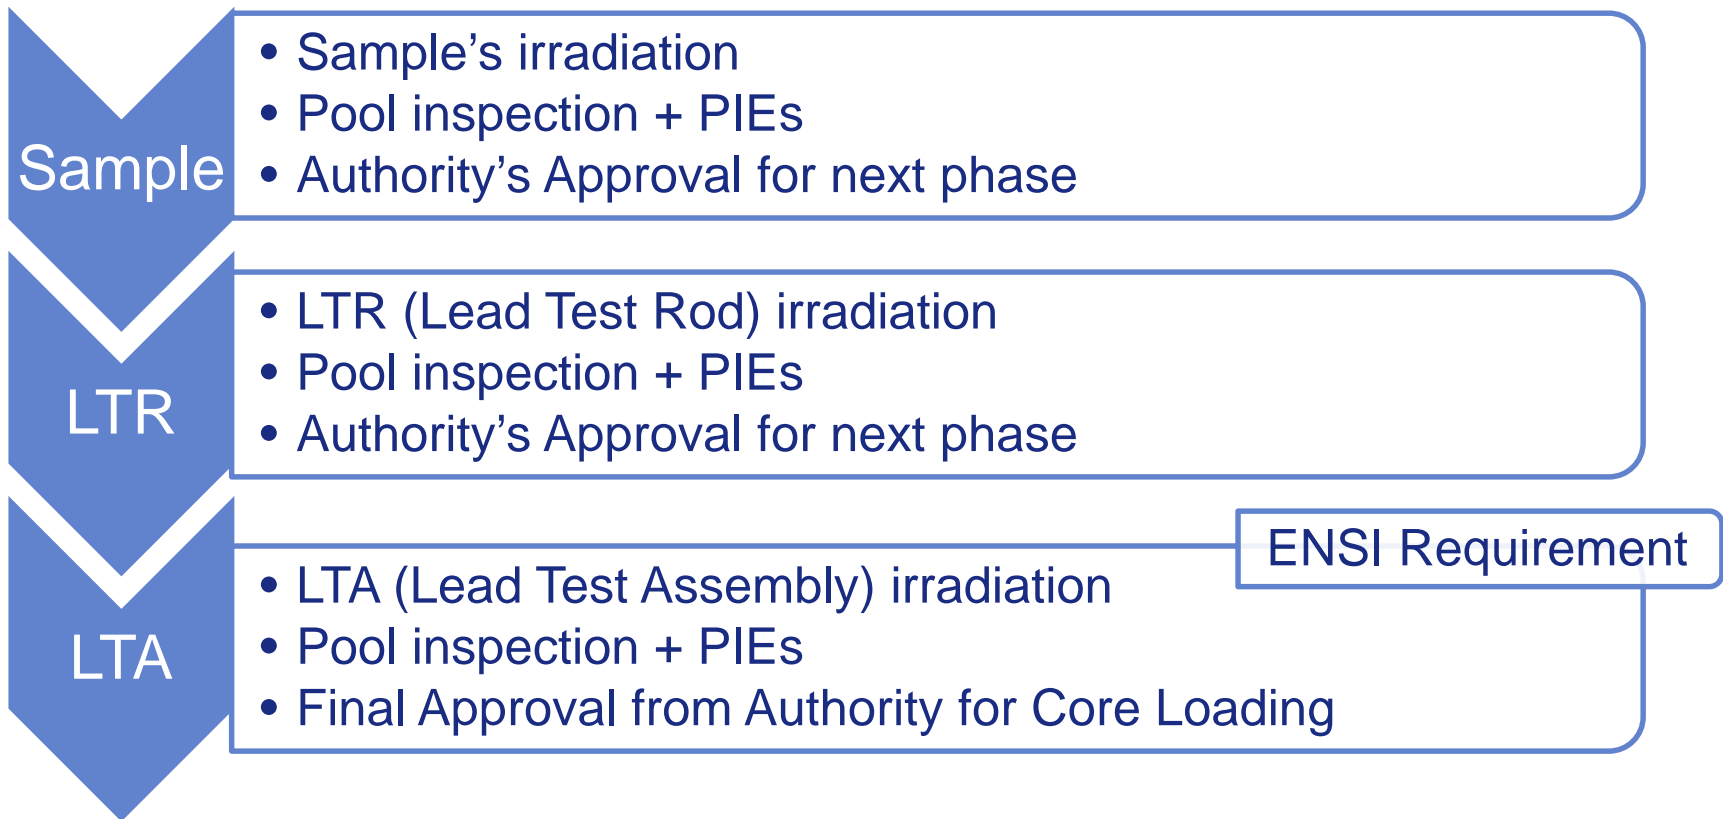 Sample
• Sample’s irradiation
• Pool inspection + PIEs
• Authority’s Approval for next phase
LTR
• LTR (Lead Test Rod) irradiation
• Pool inspection + PIEs
• Authority’s Approval for next phase
ENSI Requirement
LTA
• LTA (Lead Test Assembly) irradiation
• Pool inspection + PIEs
• Final Approval from Authority for Core Loading